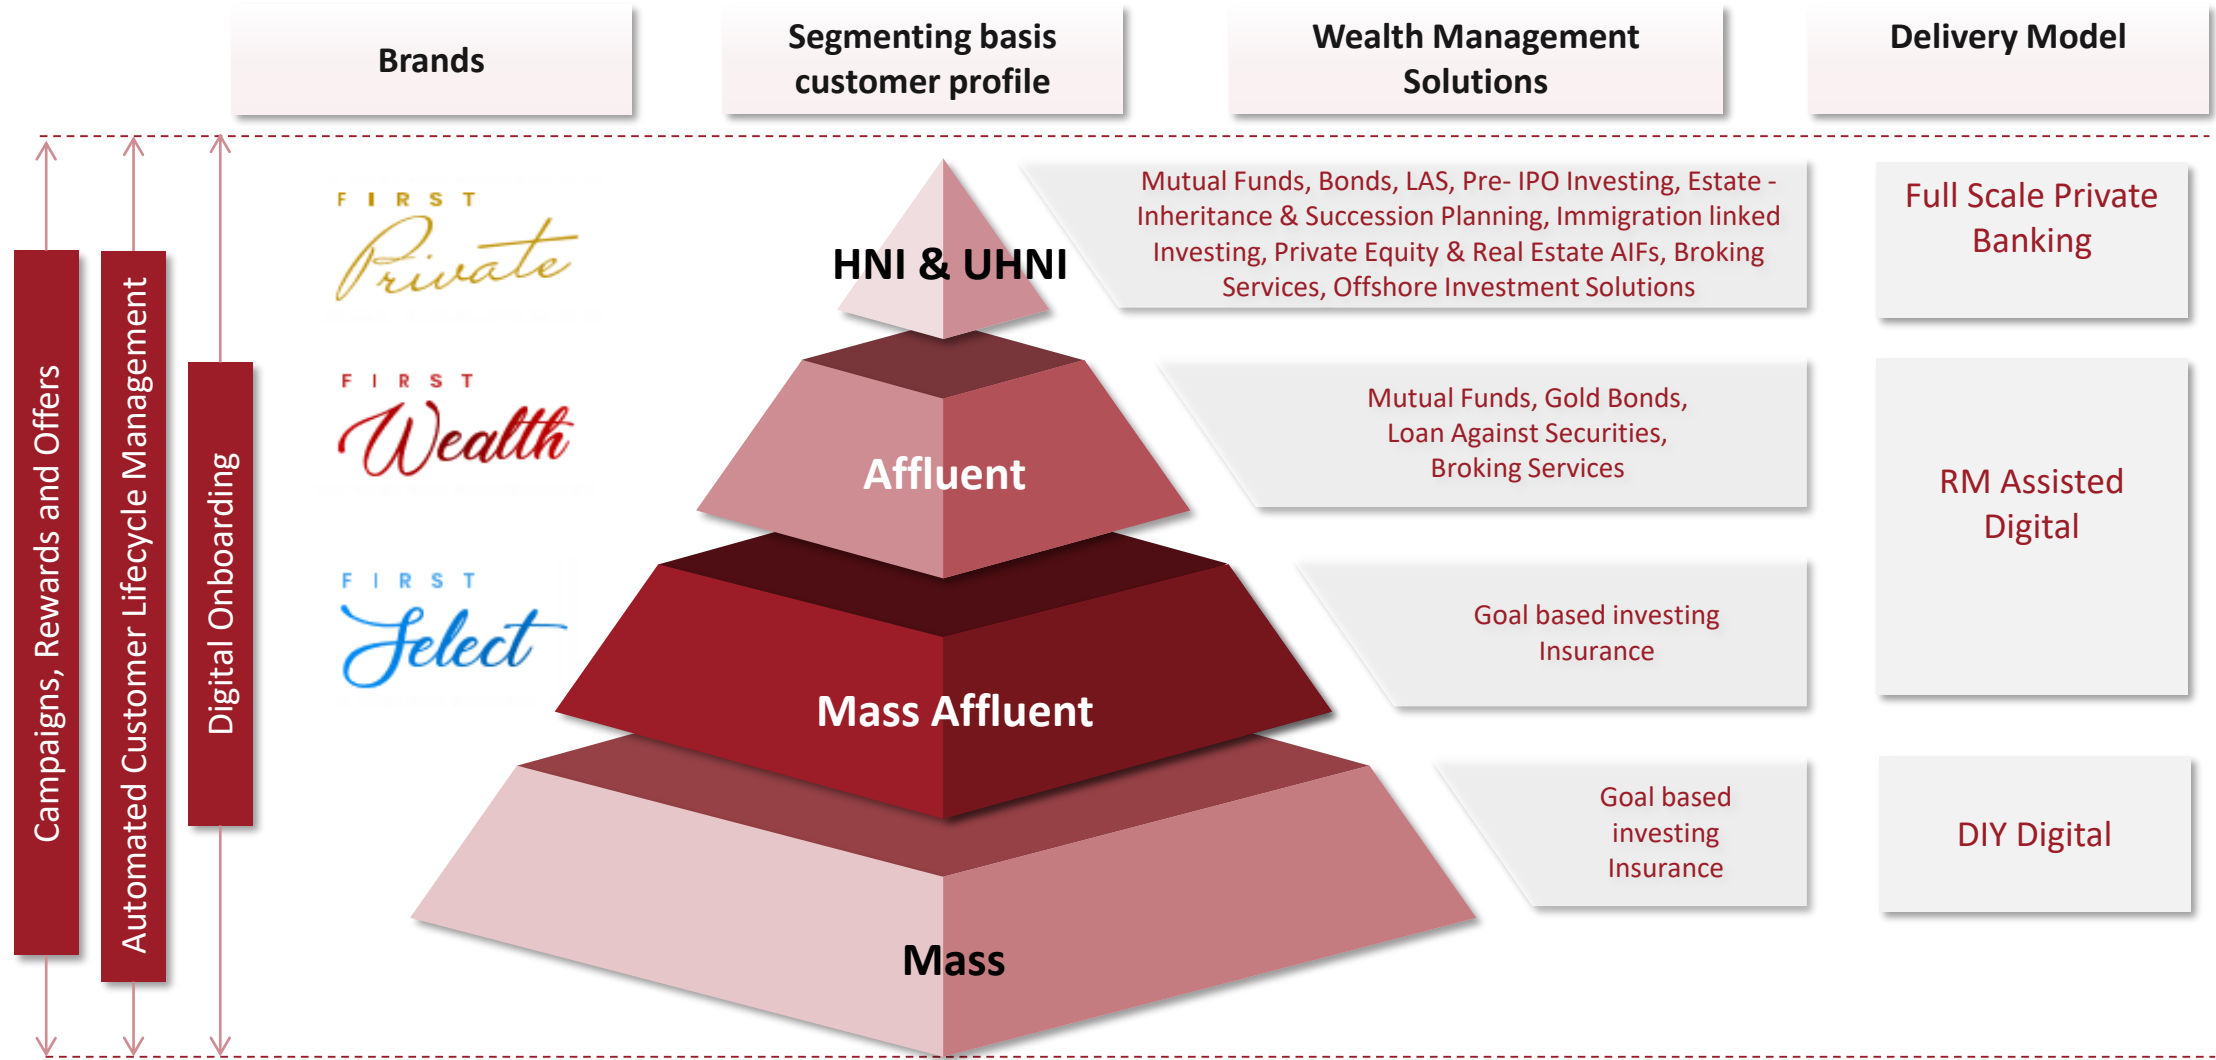 Brands
Segmenting basis
customer profile
Wealth Management
Solutions
Delivery Model
Campaigns, Rewards and Offers
Automated Customer Lifecycle Management
Digital Onboarding
FIRST
Private
HNI & UHNI
Mutual Funds, Bonds, LAS, Pre- IPO Investing, Estate -
Inheritance & Succession Planning, Immigration linked
Investing, Private Equity & Real Estate AIFs, Broking
Services, Offshore Investment Solutions
Full Scale Private
Banking
FIRST
Wealth
Affluent
Mutual Funds, Gold Bonds,
Loan Against Securities,
Broking Services
RM Assisted
Digital
FIRST
Select
Mass Affluent
Goal based investing
Insurance
Mass
Goal based
investing
Insurance
DIY Digital